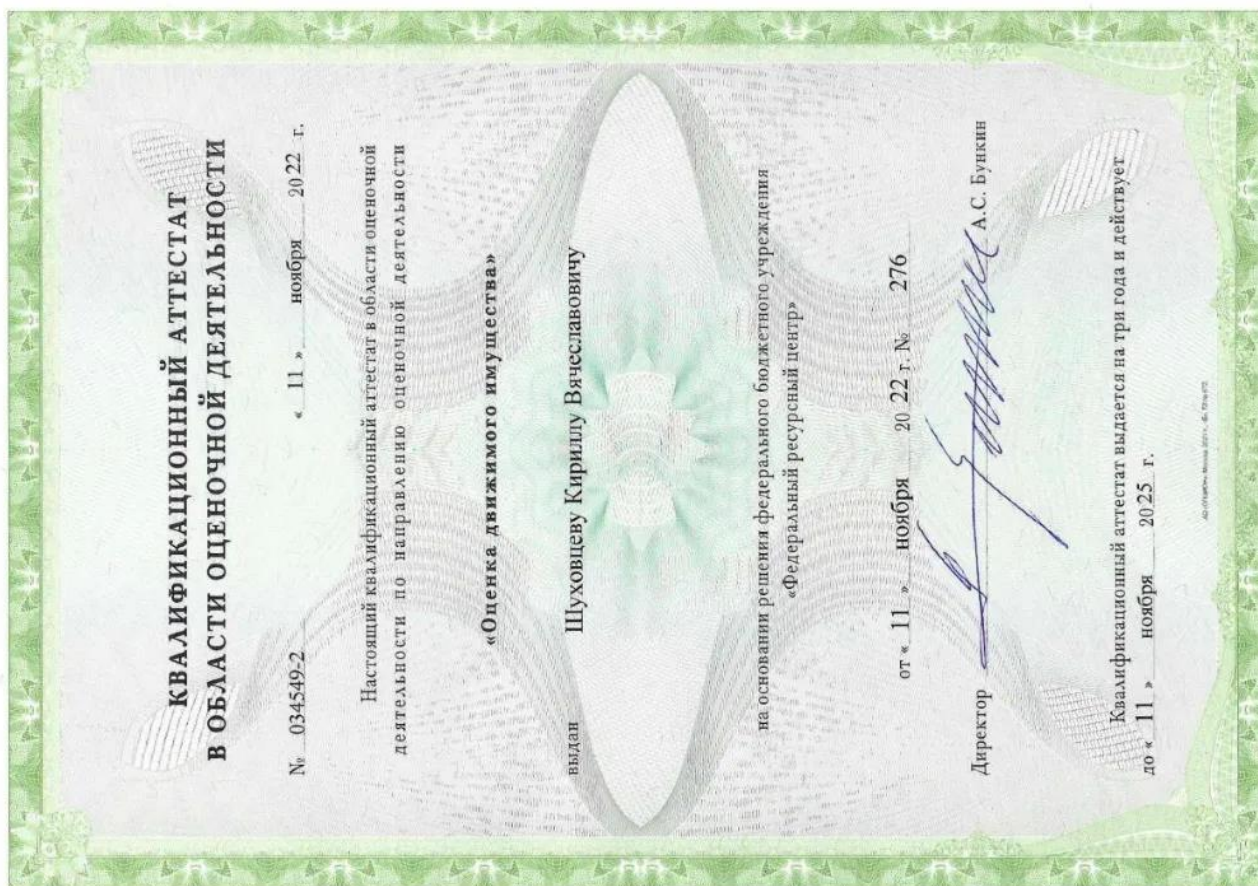 КВАЛИФИКАЦИОННЫЙ АТТЕСТАТ
В ОБЛАСТИ ОЦЕНОЧНОЙ ДЕЯТЕЛЬНОСТИ
№ 034549-2 « 11 » ноября 2022 г.
Настоящий квалификационный аттестат в области оценочной
деятельности по направлению оценочной деятельности
«Оценка движимого имущества»
выдан Шуховцеву Кириллу Вячеславовичу
на основании решения федерального бюджетного учреждения
«Федеральный ресурсный центр»
от « 11 » ноября 20 22 г. № 276
Директор А.С. Бункин
Квалификационный аттестат выдается на три года и действует
до « 11 » ноября 2025 г.